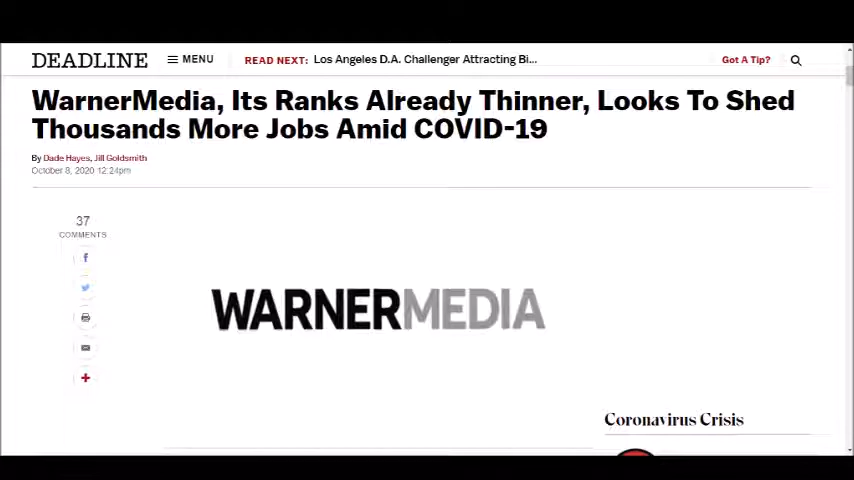 DEADLINE
MENU
READ NEXT: Los Angeles D.A. Challenger Attracting Bi...
Got A Tip?
WarnerMedia, Its Ranks Already Thinner, Looks To Shed
Thousands More Jobs Amid COVID-19
By Dade Hayes, Jill Goldsmith
October 8, 2020 12:24pm
37
COMMENTS
WARNERMEDIA
Coronavirus Crisis